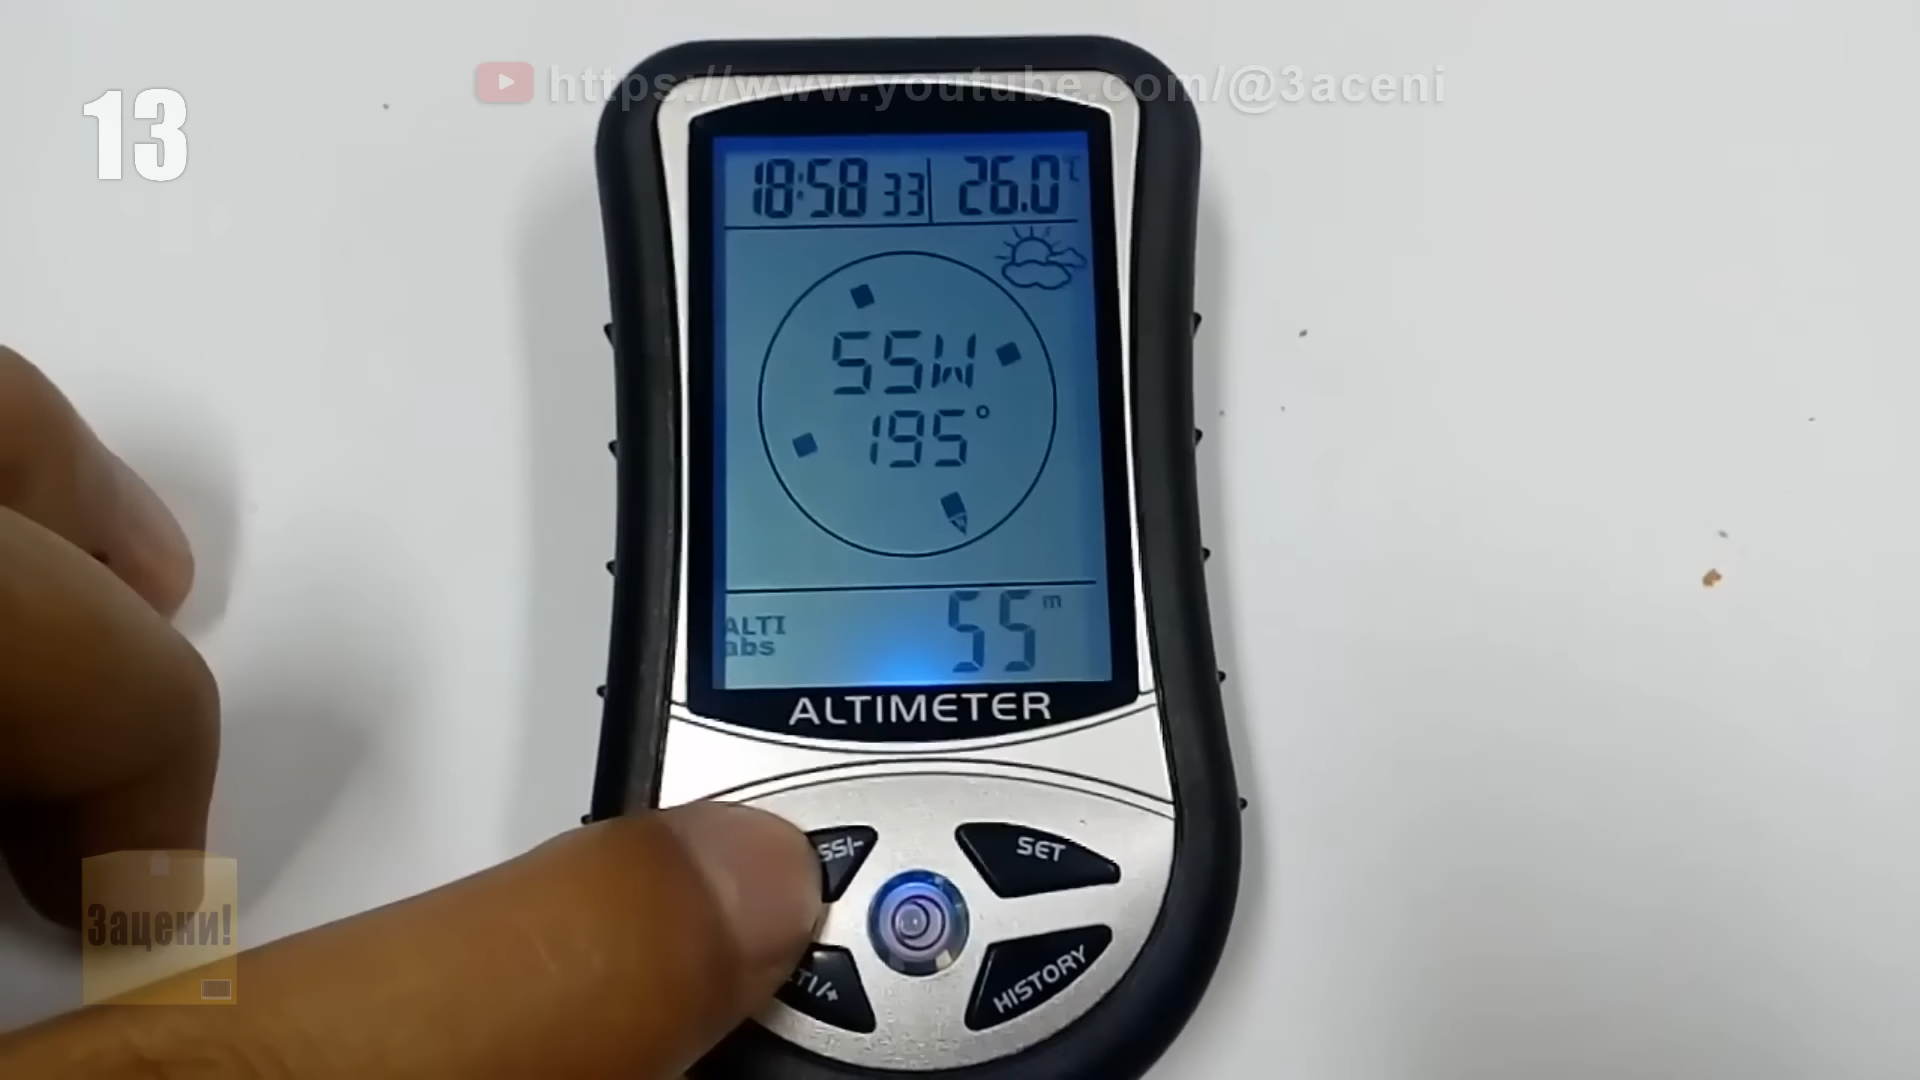 https://www.youtube.com/@3aceni
13
18:58 33 26.0℃
SSW
195°
ALTI
abs
55 m
ALTIMETER
SET
HISTORY
Зацени!